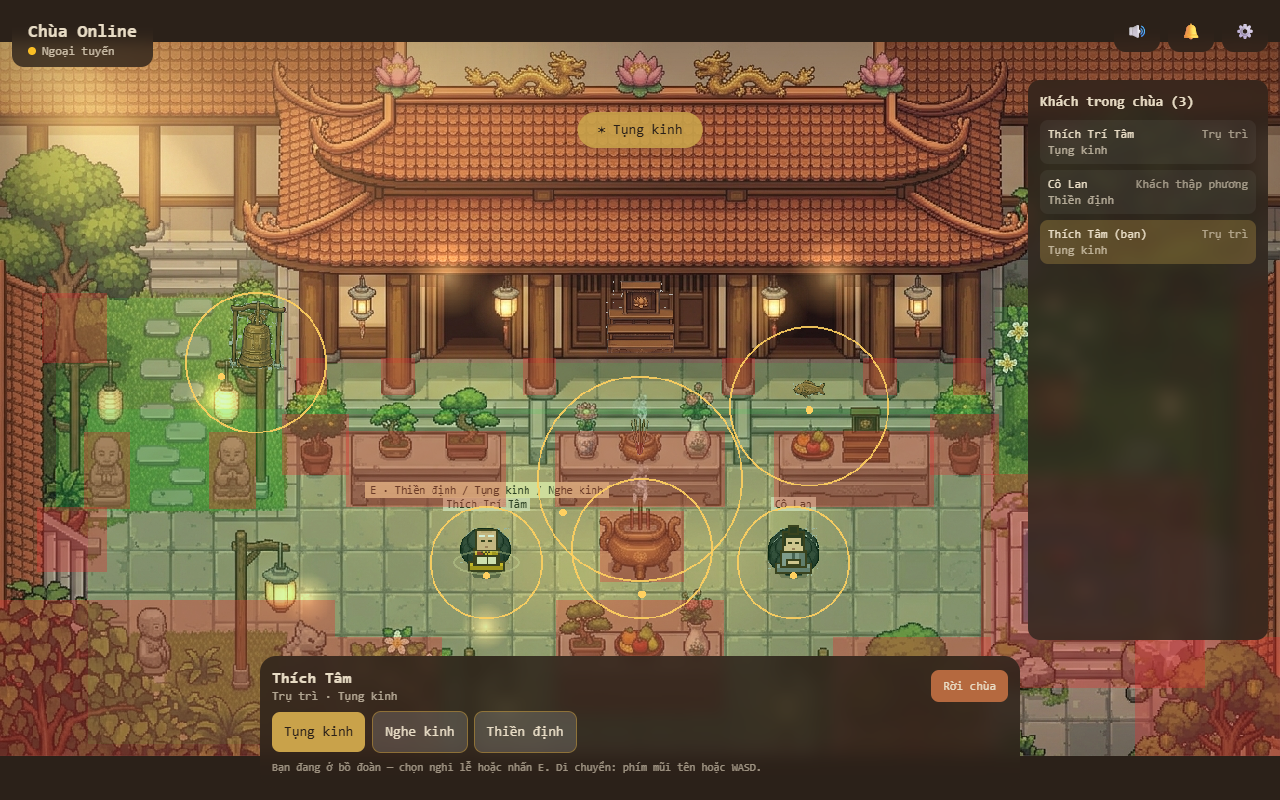 Chùa Online
Ngoại tuyến
* Tụng kinh
Khách trong chùa (3)
Thích Trí Tâm Trụ trì
Tụng kinh
Cô Lan Khách thập phương
Thiền định
Thích Tâm (bạn) Trụ trì
Tụng kinh
E · Thiền định / Tụng kinh / Nghe kinh
Thích Trí Tâm
Cô Lan
Thích Tâm
Trụ trì · Tụng kinh
Rời chùa
Tụng kinh Nghe kinh Thiền định
Bạn đang ở bồ đoàn — chọn nghi lễ hoặc nhấn E. Di chuyển: phím mũi tên hoặc WASD.